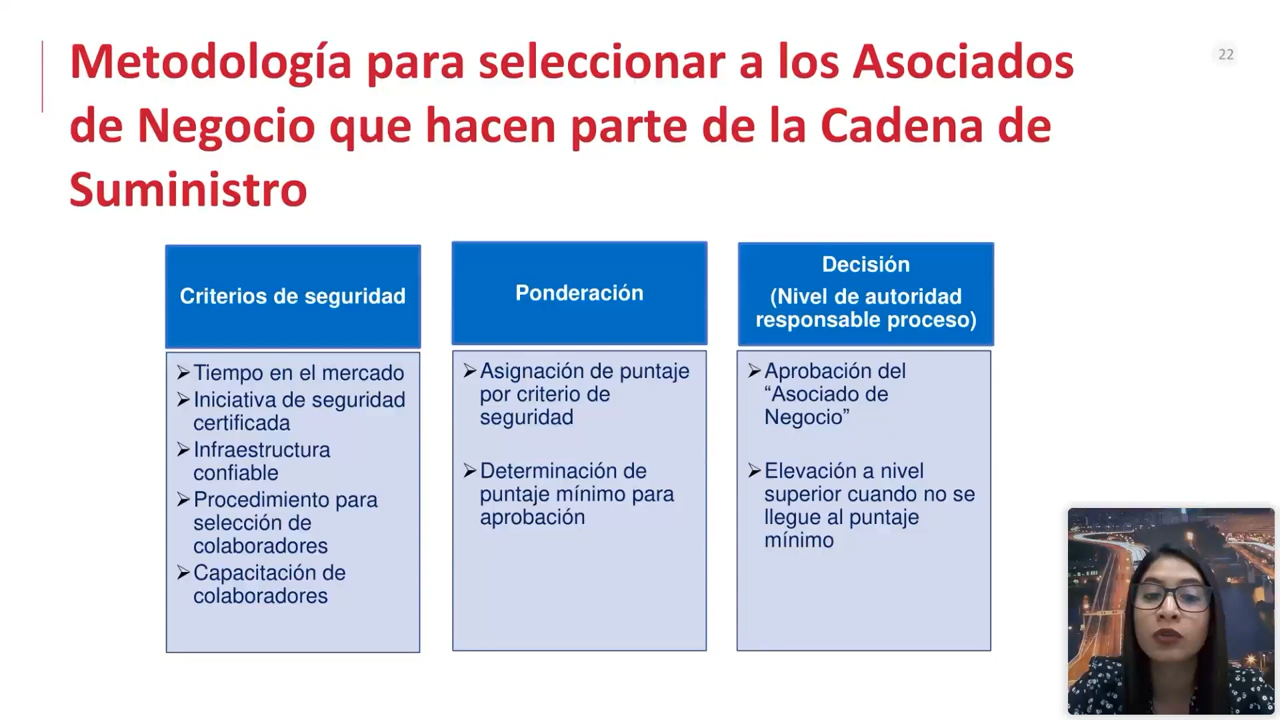 Metodología para seleccionar a los Asociados
de Negocio que hacen parte de la Cadena de
Suministro
22
Criterios de seguridad
➢Tiempo en el mercado
➢Iniciativa de seguridad
certificada
➢Infraestructura
confiable
➢Procedimiento para
selección de
colaboradores
➢Capacitación de
colaboradores
Ponderación
➢Asignación de puntaje
por criterio de
seguridad
➢Determinación de
puntaje mínimo para
aprobación
Decisión
(Nivel de autoridad
responsable proceso)
➢Aprobación del
“Asociado de
Negocio”
➢Elevación a nivel
superior cuando no se
llegue al puntaje
mínimo